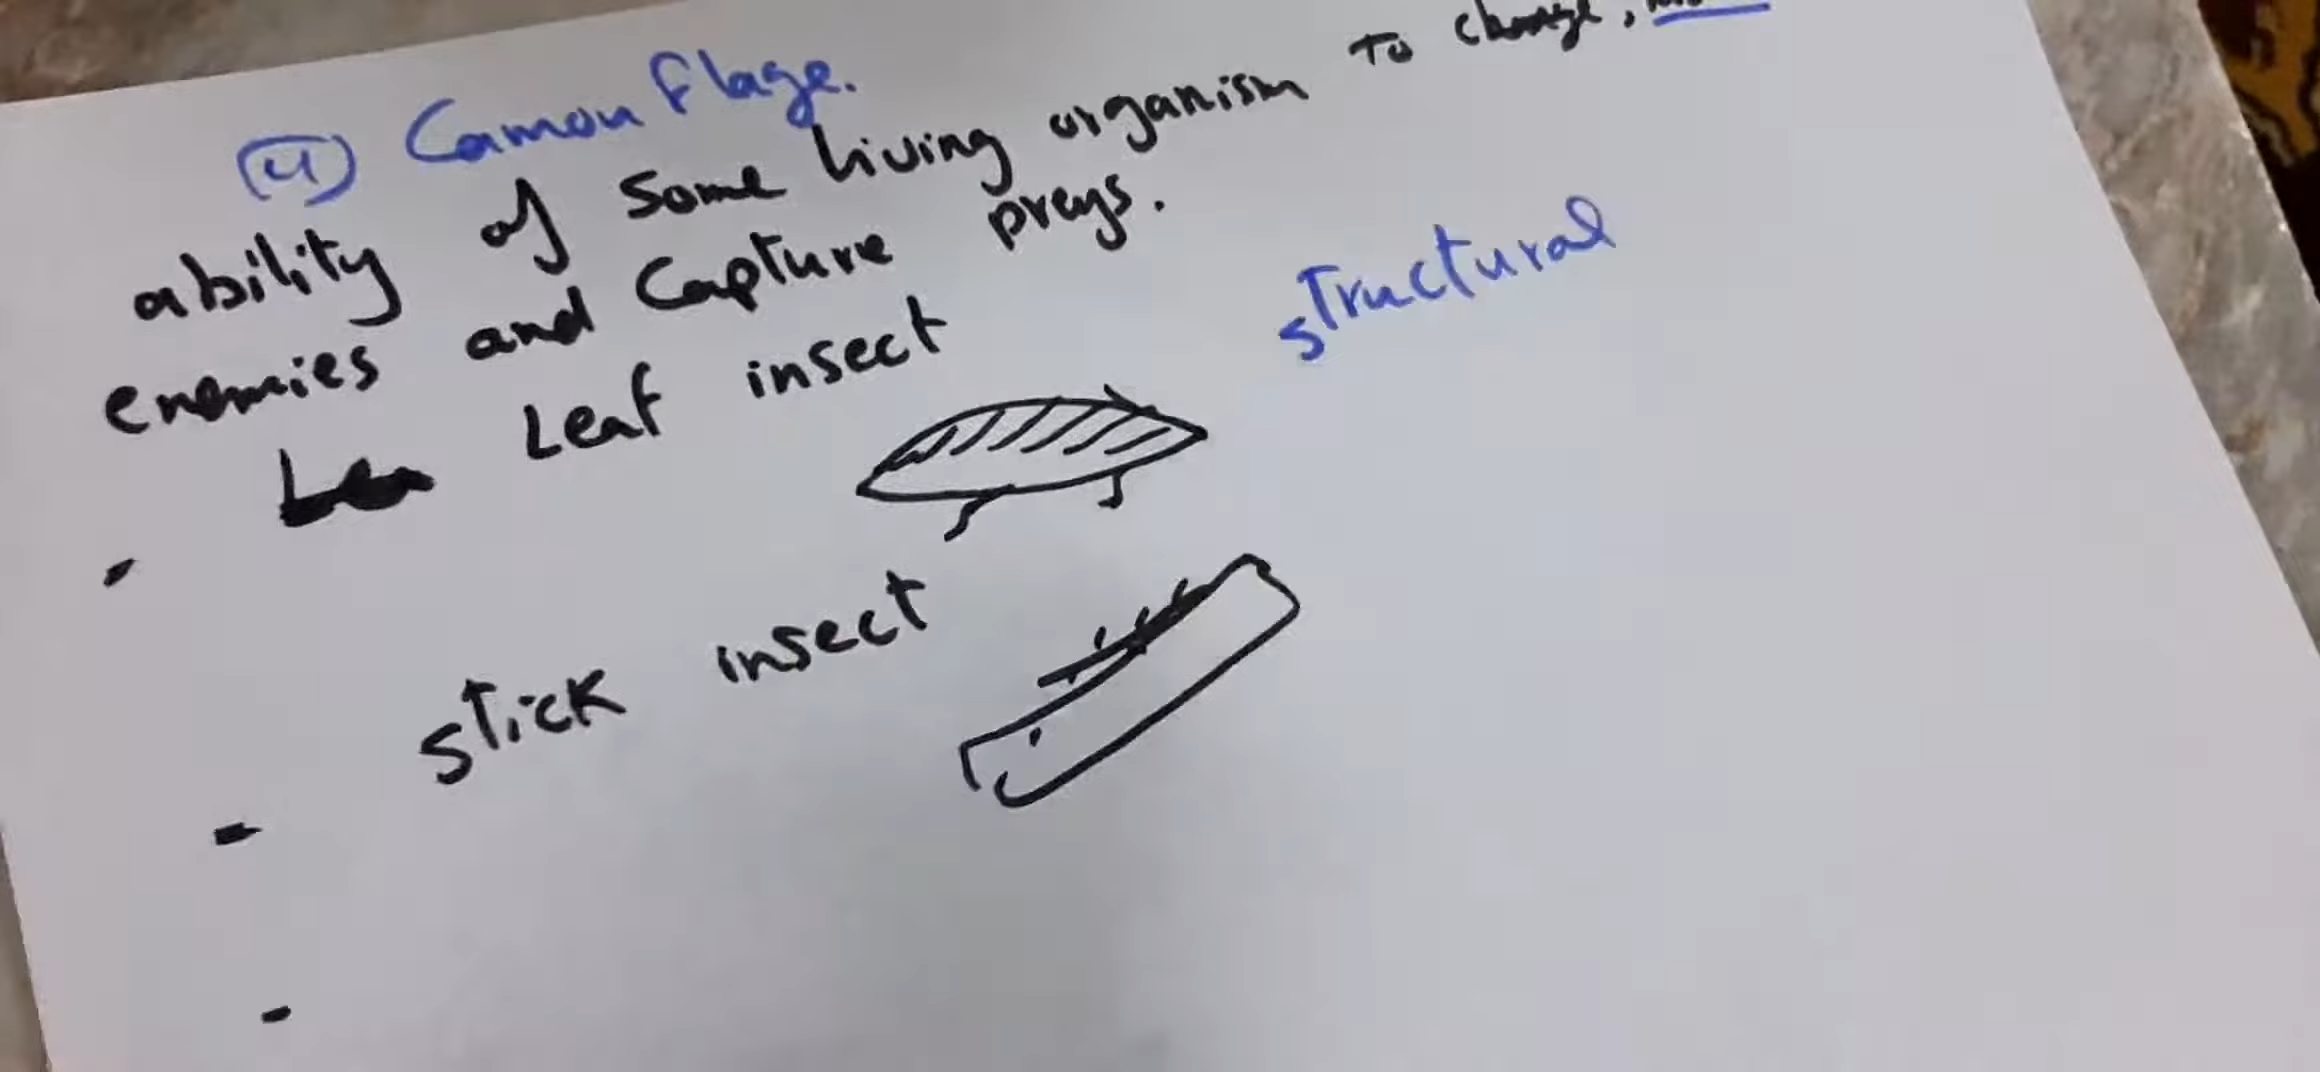 (4) Camouflage.
ability of some living organism to change,
enemies and capture preys.
Leaf insect
structural
stick insect